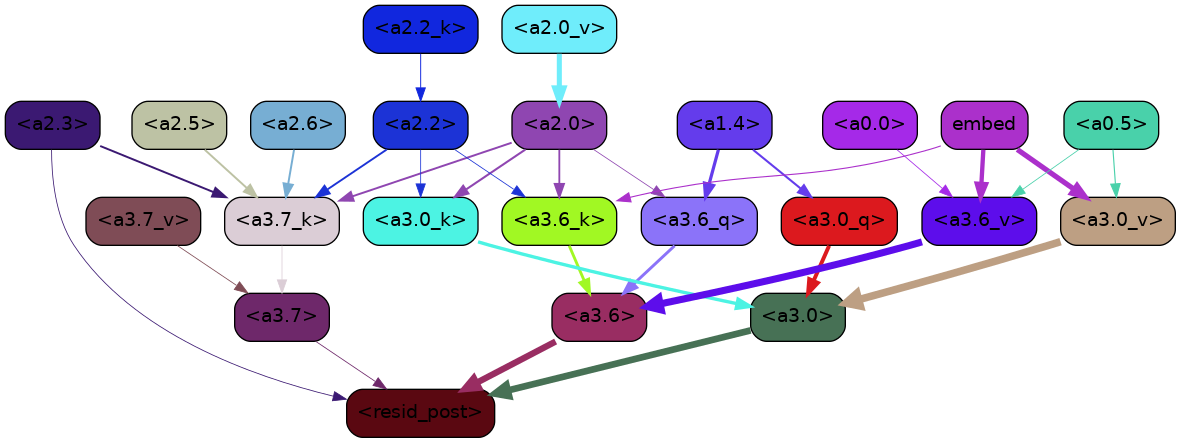 <a2.2_k> <a2.0_v>
<a2.3> <a2.5> <a2.6> <a2.2> <a2.0> <a1.4> <a0.0> embed <a0.5>
<a3.7_v> <a3.7_k> <a3.0_k> <a3.6_k> <a3.6_q> <a3.0_q> <a3.6_v> <a3.0_v>
<a3.7> <a3.6> <a3.0>
<resid_post>